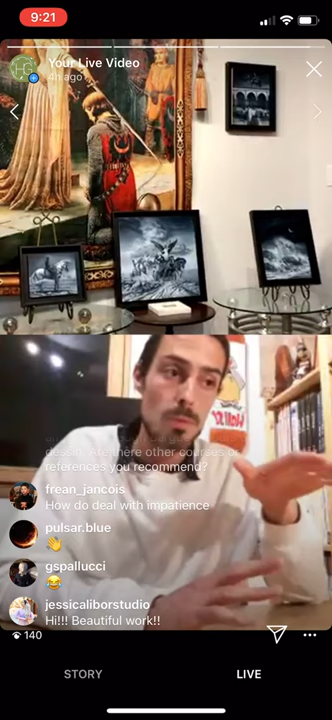 9:21
Your Live Video
4h ago
dessin. Are there other courses or
references you recommend?
frean_jancois
How do deal with impatience
pulsar.blue
👋
gspallucci
😂
jessicaliborstudio
Hi!!! Beautiful work!!
140
STORY
LIVE